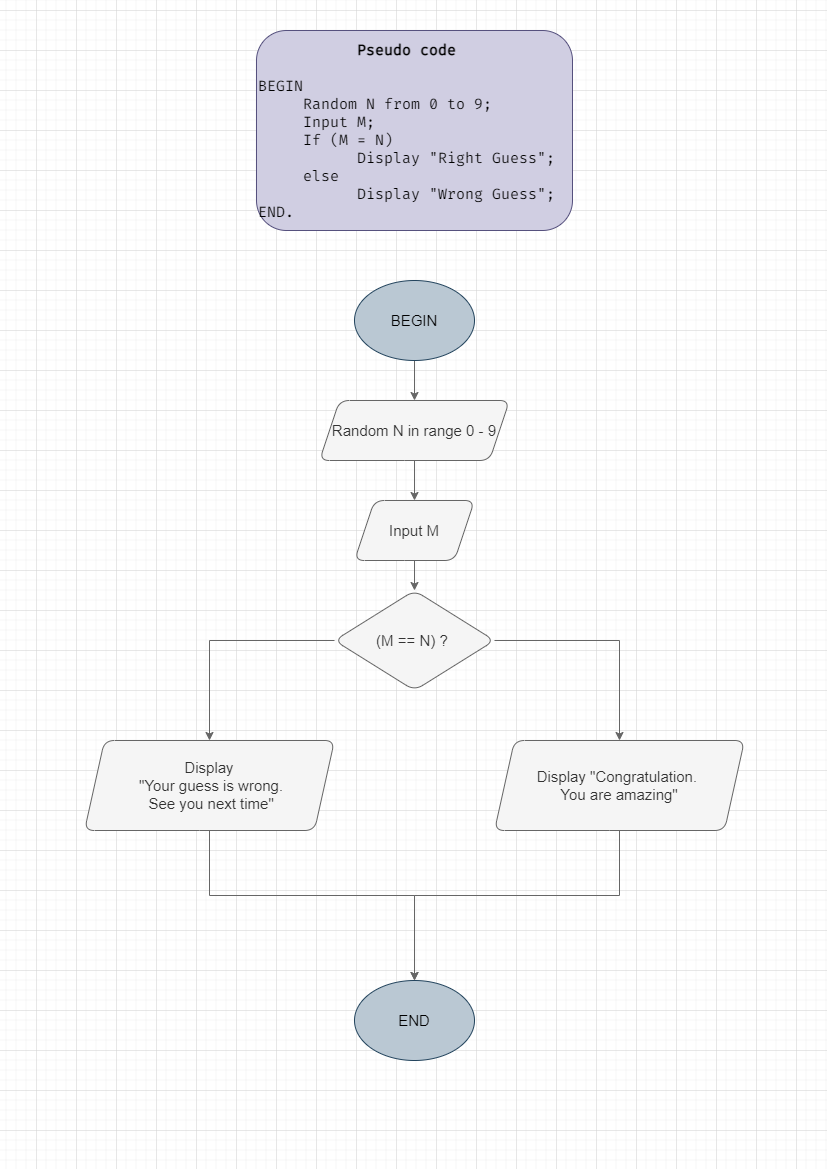 Pseudo code
BEGIN
Random N from 0 to 9;
Input M;
If (M = N)
Display "Right Guess";
else
Display "Wrong Guess";
END.
BEGIN
Random N in range 0 - 9
Input M
(M == N) ?
Display
"Your guess is wrong.
See you next time"
Display "Congratulation.
You are amazing"
END